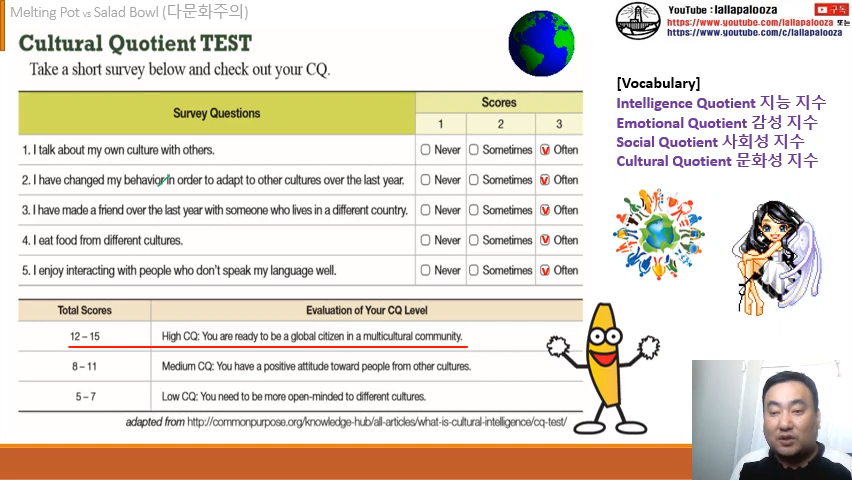 Melting Pot vs Salad Bowl (다문화주의)
YouTube : lallapalooza
구독
https://www.youtube.com/lallapalooza 또는
https://www.youtube.com/c/lallapalooza
Cultural Quotient TEST
Take a short survey below and check out your CQ.
Survey Questions
Scores
1 2 3
1. I talk about my own culture with others. Never Sometimes v Often
2. I have changed my behavior in order to adapt to other cultures over the last year. Never Sometimes v Often
3. I have made a friend over the last year with someone who lives in a different country. Never Sometimes v Often
4. I eat food from different cultures. Never Sometimes v Often
5. I enjoy interacting with people who don't speak my language well. Never Sometimes v Often
Total Scores Evaluation of Your CQ Level
12 – 15 High CQ: You are ready to be a global citizen in a multicultural community.
8 – 11 Medium CQ: You have a positive attitude toward people from other cultures.
5 – 7 Low CQ: You need to be more open-minded to different cultures.
adapted from http://commonpurpose.org/knowledge-hub/all-articles/what-is-cultural-intelligence/cq-test/
[Vocabulary]
Intelligence Quotient 지능 지수
Emotional Quotient 감성 지수
Social Quotient 사회성 지수
Cultural Quotient 문화성 지수